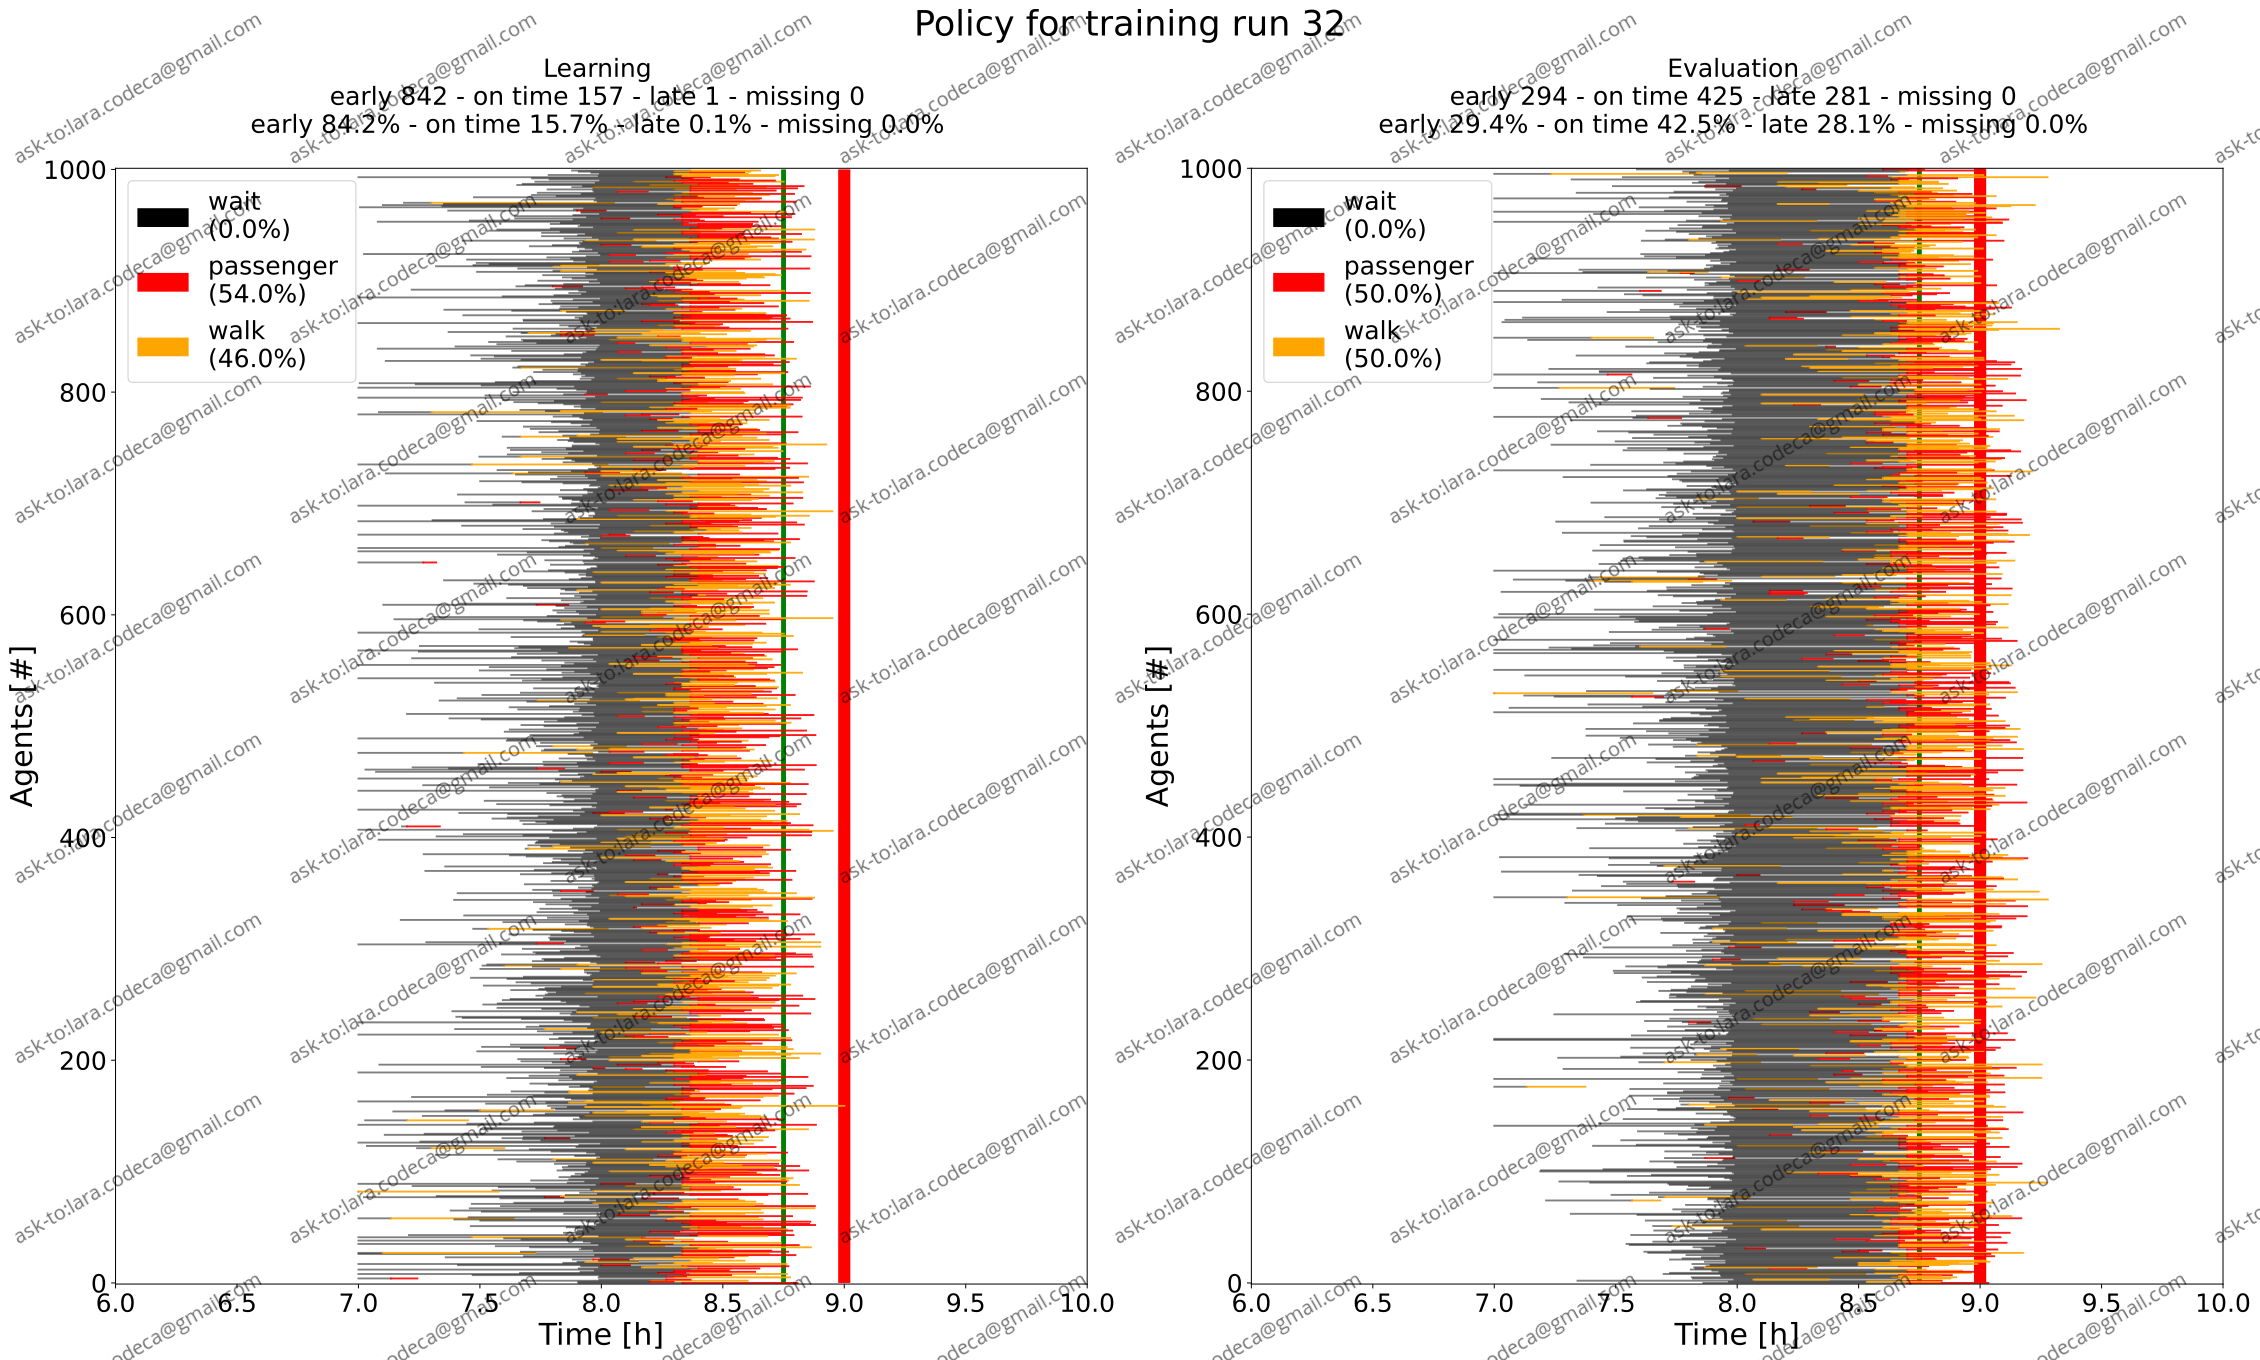 Policy for training run 32
Learning
early 842 - on time 157 - late 1 - missing 0
early 84.2% - on time 15.7% - late 0.1% - missing 0.0%
wait
(0.0%)
passenger
(54.0%)
walk
(46.0%)
1000
800
600
400
200
0
Agents [#]
6.0 6.5 7.0 7.5 8.0 8.5 9.0 9.5 10.0
Time [h]
Evaluation
early 294 - on time 425 - late 281 - missing 0
early 29.4% - on time 42.5% - late 28.1% - missing 0.0%
wait
(0.0%)
passenger
(50.0%)
walk
(50.0%)
1000
800
600
400
200
0
Agents [#]
6.0 6.5 7.0 7.5 8.0 8.5 9.0 9.5 10.0
Time [h]
ask-to:lara.codeca@gmail.com